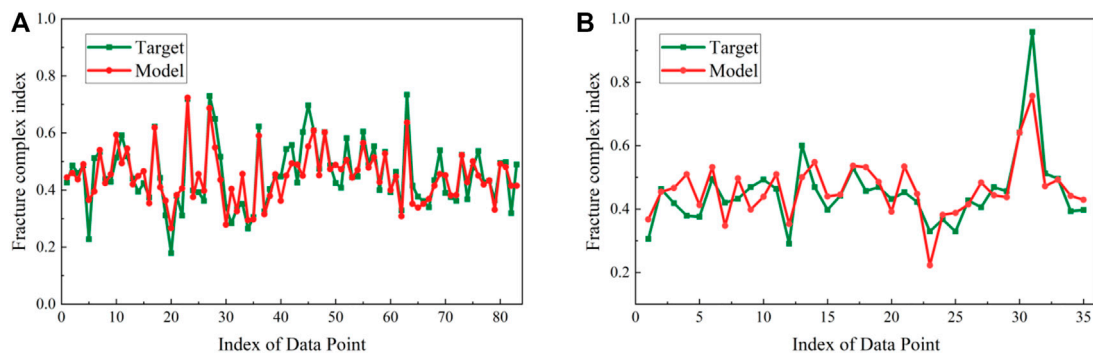 A
Fracture complex index
1.0
0.8
0.6
0.4
0.2
0.0
Target
Model
0 10 20 30 40 50 60 70 80
Index of Data Point
B
Fracture complex index
1.0
0.8
0.6
0.4
0.2
Target
Model
0 5 10 15 20 25 30 35
Index of Data Point